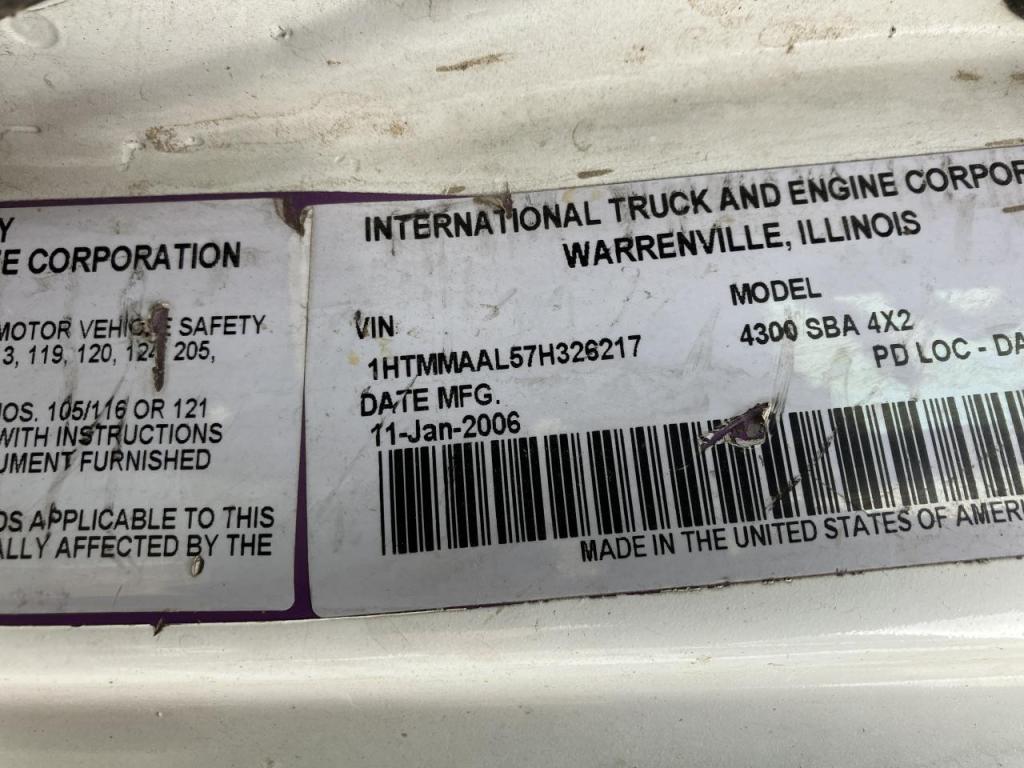 Y
E CORPORATION
MOTOR VEHICLE SAFETY
3, 119, 120, 124, 205,
NOS. 105/116 OR 121
WITH INSTRUCTIONS
UMENT FURNISHED
DS APPLICABLE TO THIS
ALLY AFFECTED BY THE
INTERNATIONAL TRUCK AND ENGINE CORPOR
WARRENVILLE, ILLINOIS
VIN
1HTMMAAL57H326217
MODEL
4300 SBA 4X2
PD LOC - DA
DATE MFG.
11-Jan-2006
MADE IN THE UNITED STATES OF AMERI